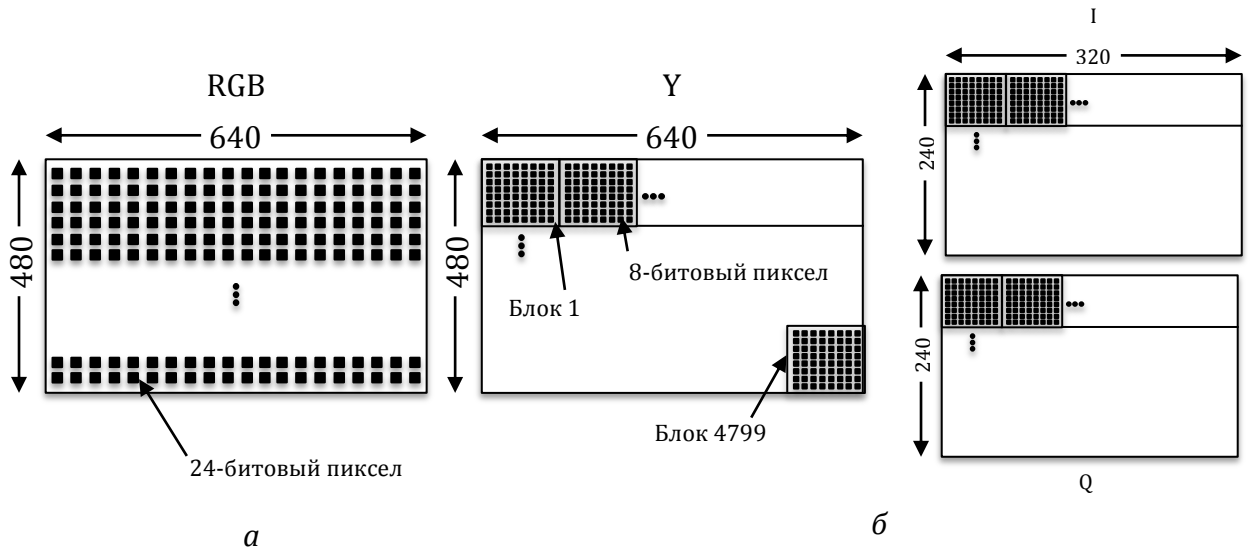 RGB
640
480
24-битовый пиксел
а
Y
640
480
8-битовый пиксел
Блок 1
Блок 4799
I
320
240
240
Q
б